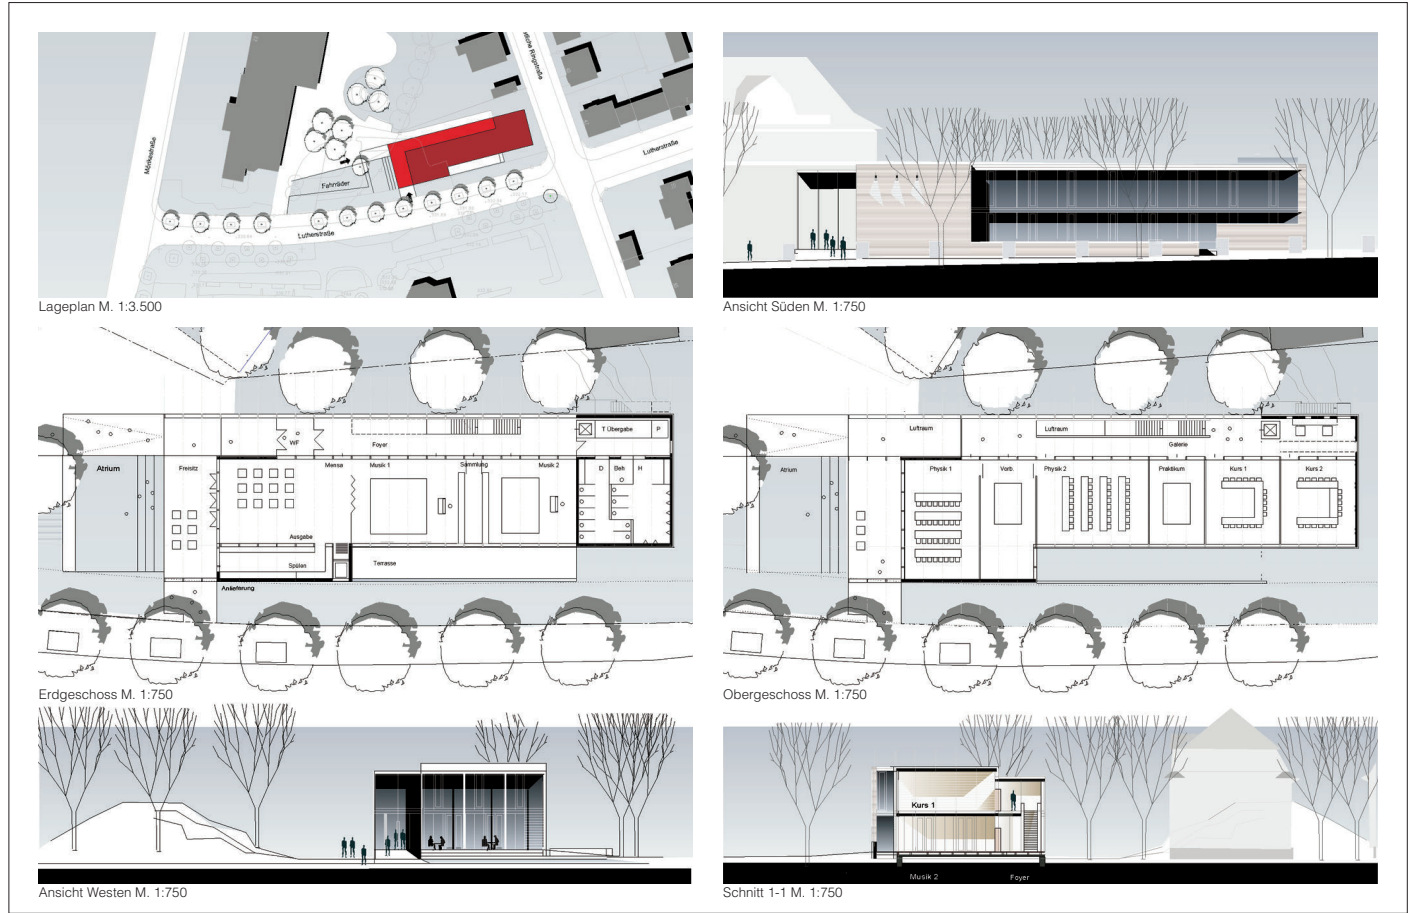 Mörikestraße
tliche Ringstraße
Lutherstraße
Fahrräder
Lutherstraße
Lageplan M. 1:3.500
Ansicht Süden M. 1:750
WF
Foyer
T Übergabe
P
Atrium
Freisitz
Mensa
Musik 1
Sammlung
Musik 2
D
Beh
H
Ausgabe
Spülen
Terrasse
Anlieferung
Erdgeschoss M. 1:750
Luftraum
Luftraum
Galerie
Atrium
Physik 1
Vorb.
Physik 2
Praktikum
Kurs 1
Kurs 2
Obergeschoss M. 1:750
Ansicht Westen M. 1:750
Kurs 1
Musik 2
Foyer
Schnitt 1-1 M. 1:750